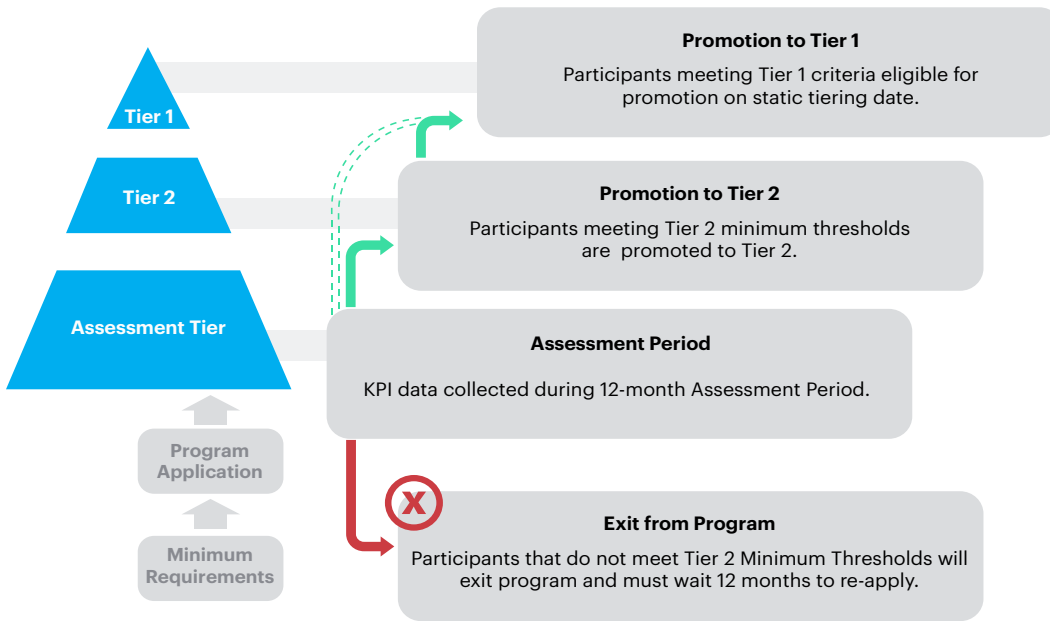 Promotion to Tier 1
Participants meeting Tier 1 criteria eligible for
promotion on static tiering date.
Tier 1
Promotion to Tier 2
Participants meeting Tier 2 minimum thresholds
are promoted to Tier 2.
Tier 2
Assessment Tier
Assessment Period
KPI data collected during 12-month Assessment Period.
Program
Application
X
Exit from Program
Participants that do not meet Tier 2 Minimum Thresholds will
exit program and must wait 12 months to re-apply.
Minimum
Requirements